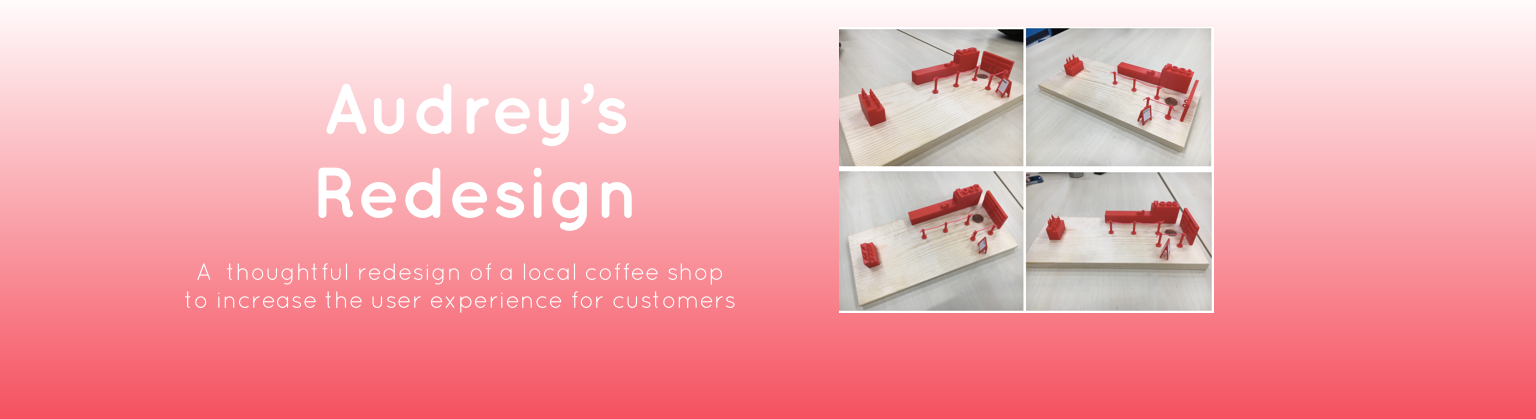 Audrey’s
Redesign
A thoughtful redesign of a local coffee shop
to increase the user experience for customers